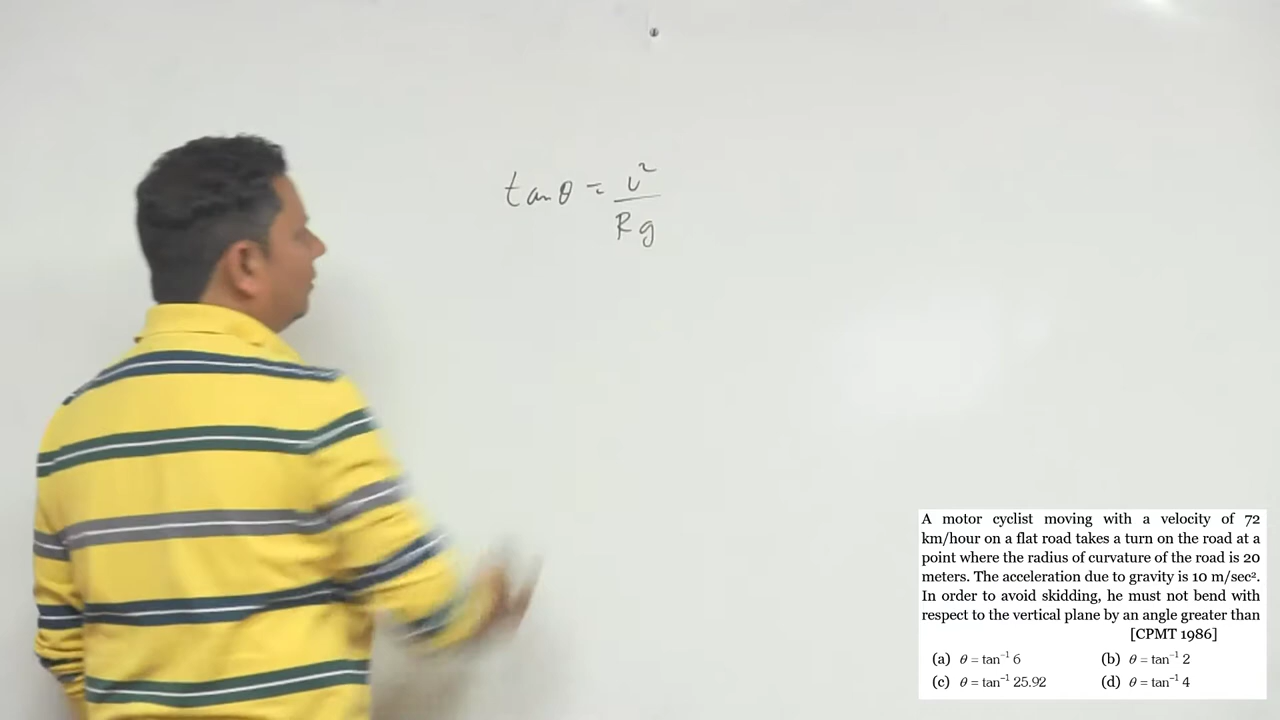 tan θ = v²
Rg
A motor cyclist moving with a velocity of 72
km/hour on a flat road takes a turn on the road at a
point where the radius of curvature of the road is 20
meters. The acceleration due to gravity is 10 m/sec².
In order to avoid skidding, he must not bend with
respect to the vertical plane by an angle greater than
[CPMT 1986]
(a) θ = tan⁻¹ 6 (b) θ = tan⁻¹ 2
(c) θ = tan⁻¹ 25.92 (d) θ = tan⁻¹ 4